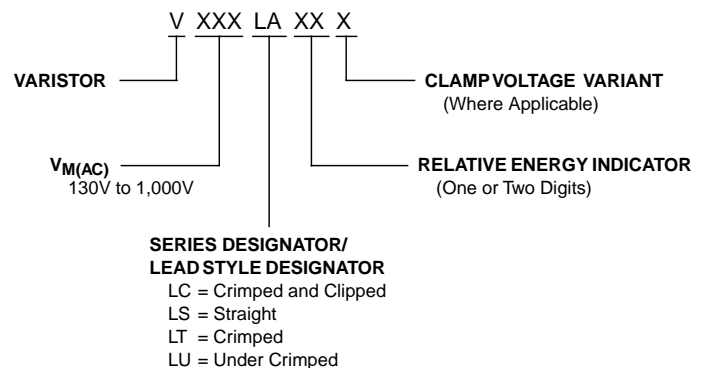 V XXX LA XX X
VARISTOR
CLAMP VOLTAGE VARIANT
(Where Applicable)
VM(AC)
130V to 1,000V
RELATIVE ENERGY INDICATOR
(One or Two Digits)
SERIES DESIGNATOR/
LEAD STYLE DESIGNATOR
LC = Crimped and Clipped
LS = Straight
LT = Crimped
LU = Under Crimped